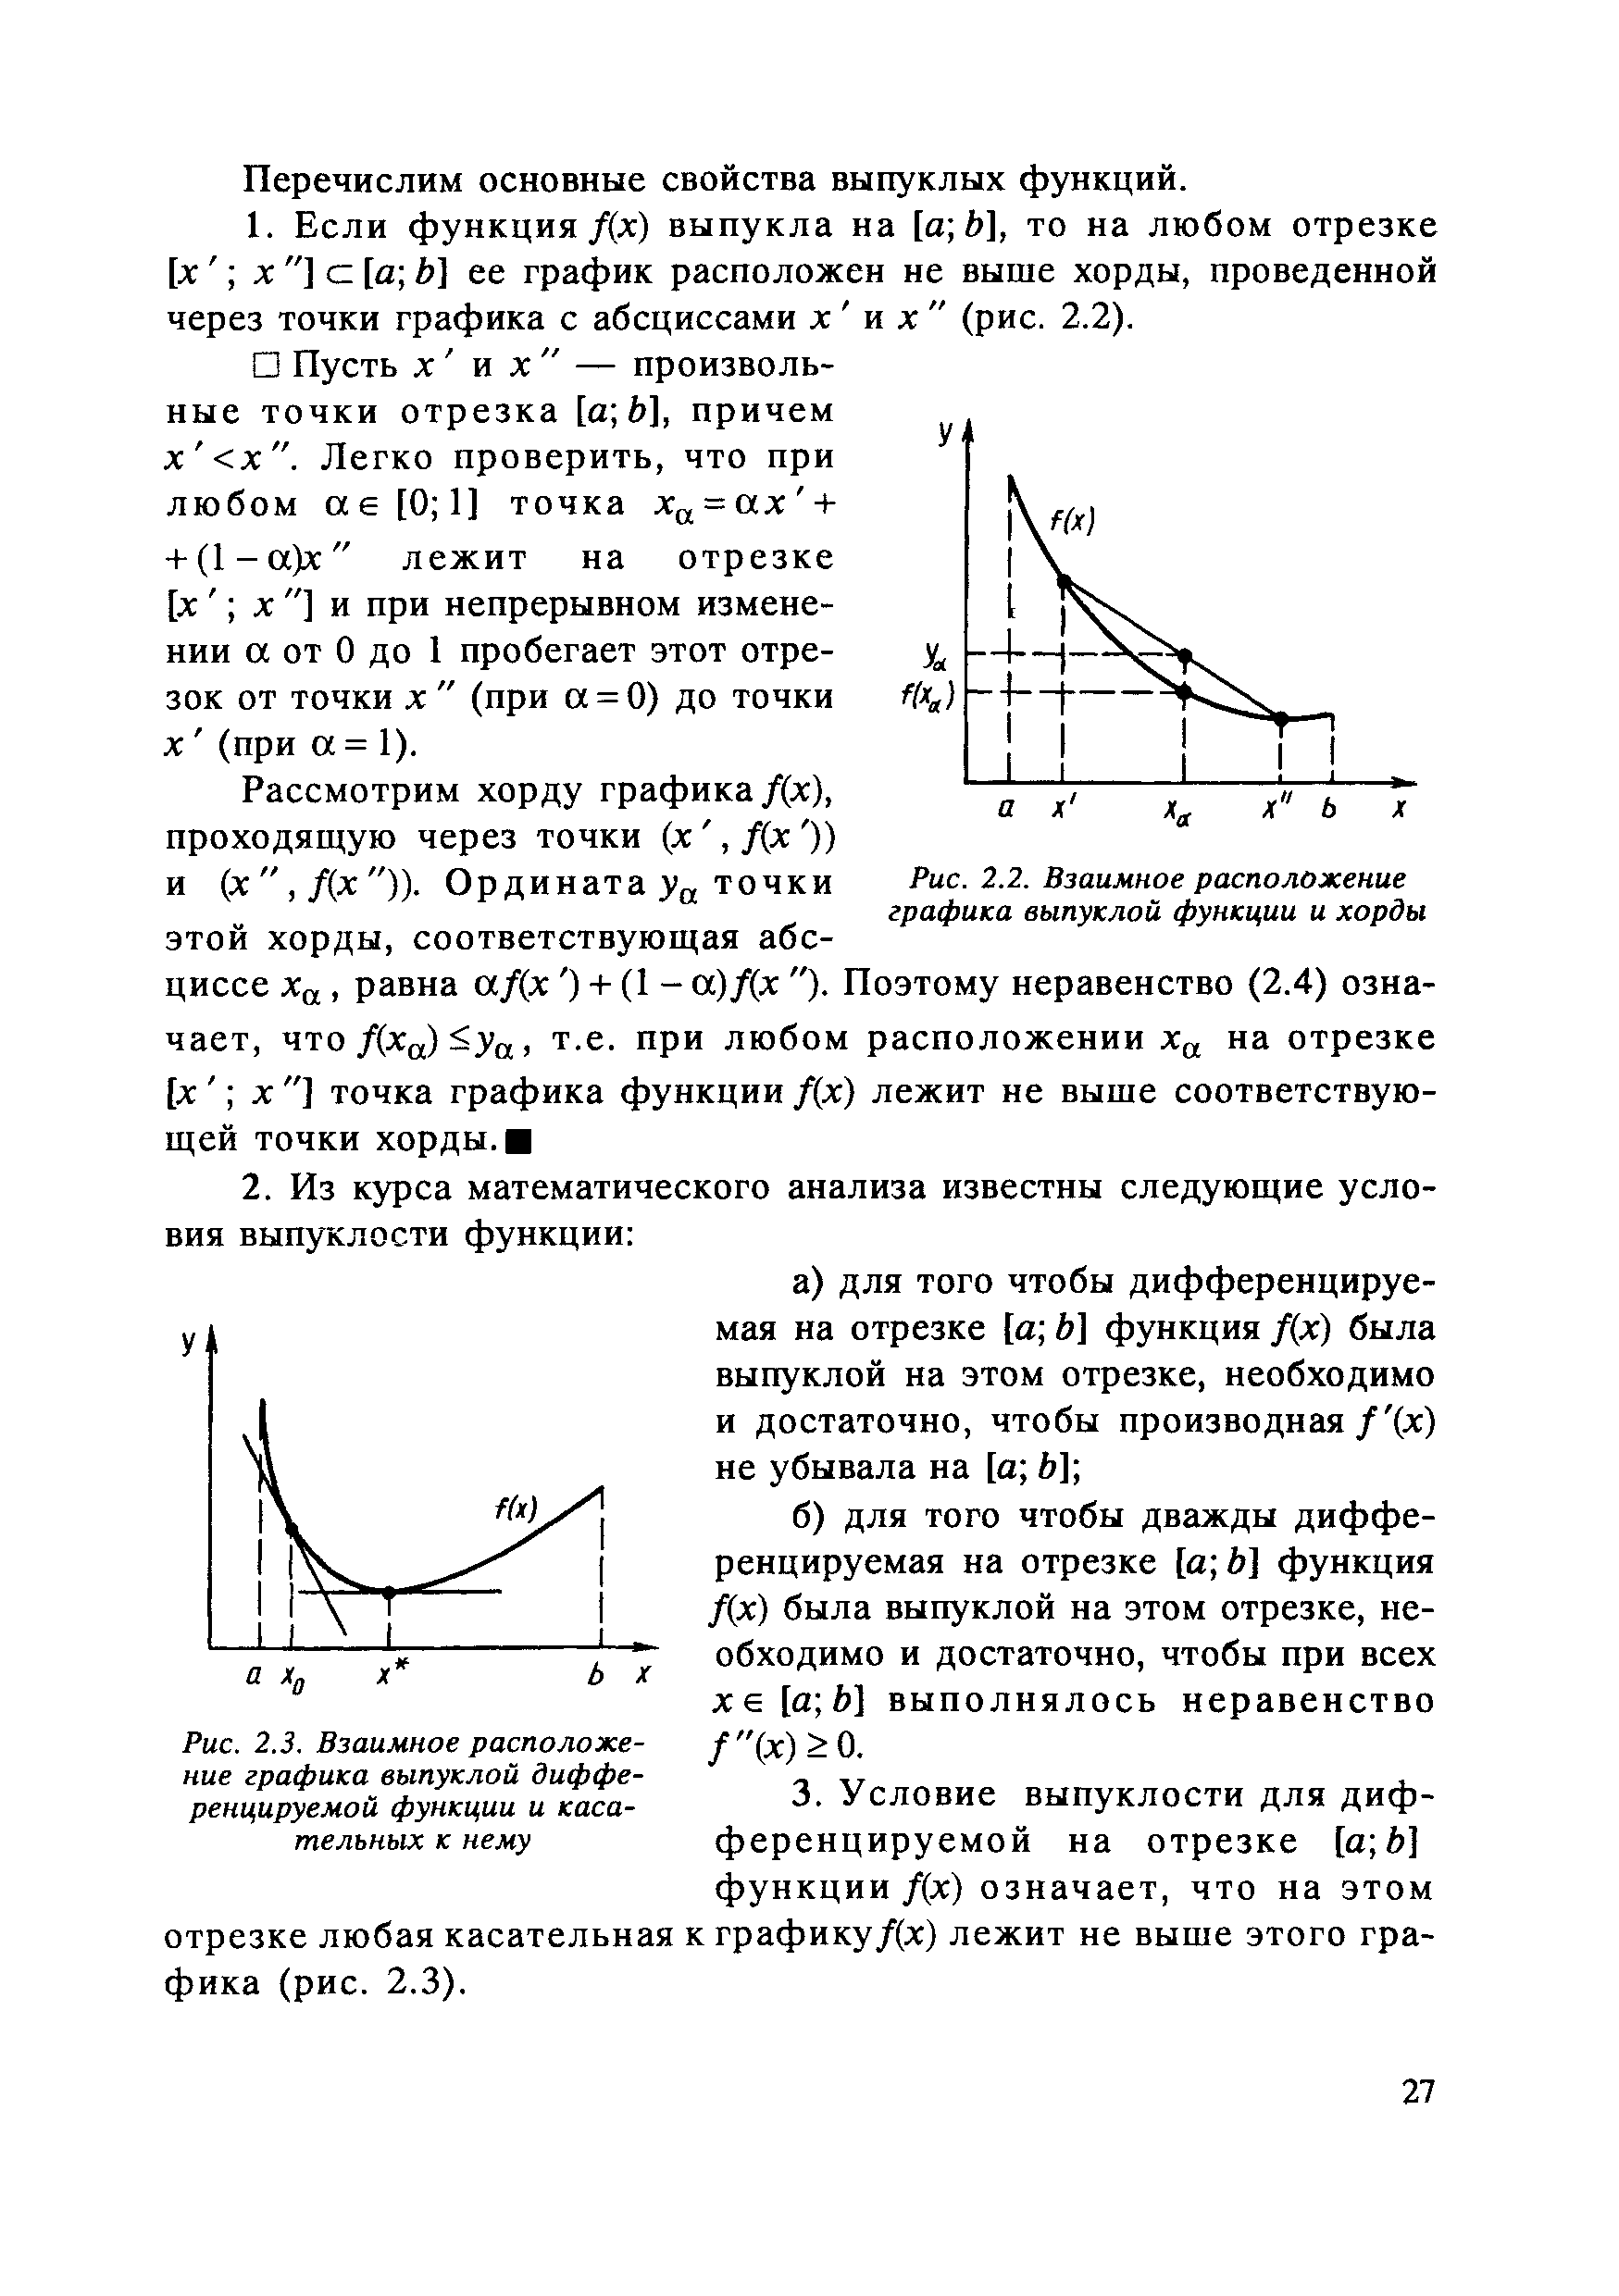 Перечислим основные свойства выпуклых функций.
1. Если функция f(x) выпукла на [a; b], то на любом отрезке
[x′; x″] ⊂ [a; b] ее график расположен не выше хорды, проведенной
через точки графика с абсциссами x′ и x″ (рис. 2.2).
□ Пусть x′ и x″ — произволь-
ные точки отрезка [a; b], причем
x′<x″. Легко проверить, что при
любом α∈[0; 1] точка xα=αx′+
+(1−α)x″ лежит на отрезке
[x′; x″] и при непрерывном измене-
нии α от 0 до 1 пробегает этот отре-
зок от точки x″ (при α=0) до точки
x′ (при α=1).
Рассмотрим хорду графика f(x),
проходящую через точки (x′, f(x′))
и (x″, f(x″)). Ордината yα точки
этой хорды, соответствующая абс-
y
f(x)
yα
f(xα)
a x′ xα x″ b x
Рис. 2.2. Взаимное расположение
графика выпуклой функции и хорды
циссе xα, равна αf(x′)+(1−α)f(x″). Поэтому неравенство (2.4) озна-
чает, что f(xα)≤yα, т.е. при любом расположении xα на отрезке
[x′; x″] точка графика функции f(x) лежит не выше соответствую-
щей точки хорды.■
2. Из курса математического анализа известны следующие усло-
вия выпуклости функции:
y
f(x)
a x0 x* b x
Рис. 2.3. Взаимное расположе-
ние графика выпуклой диффе-
ренцируемой функции и каса-
тельных к нему
а) для того чтобы дифференцируе-
мая на отрезке [a; b] функция f(x) была
выпуклой на этом отрезке, необходимо
и достаточно, чтобы производная f′(x)
не убывала на [a; b];
б) для того чтобы дважды диффе-
ренцируемая на отрезке [a; b] функция
f(x) была выпуклой на этом отрезке, не-
обходимо и достаточно, чтобы при всех
x∈[a; b] выполнялось неравенство
f″(x)≥0.
3. Условие выпуклости для диф-
ференцируемой на отрезке [a; b]
функции f(x) означает, что на этом
отрезке любая касательная к графику f(x) лежит не выше этого гра-
фика (рис. 2.3).
27